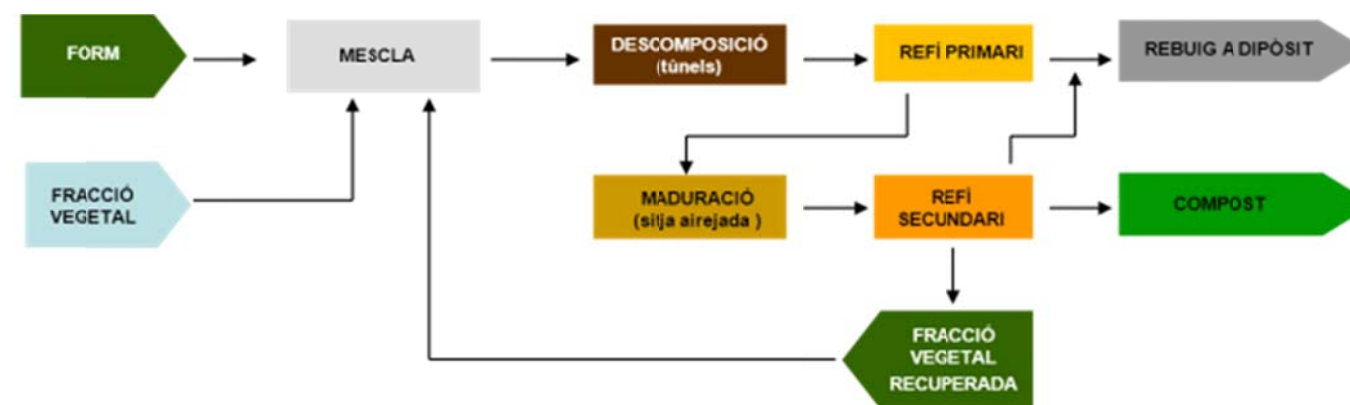 FORM
MESCLA
DESCOMPOSICIÓ
(túnels)
REFÍ PRIMARI
REBUIG A DIPÒSIT
FRACCIÓ
VEGETAL
MADURACIÓ
(sitja airejada )
REFÍ
SECUNDARI
COMPOST
FRACCIÓ
VEGETAL
RECUPERADA